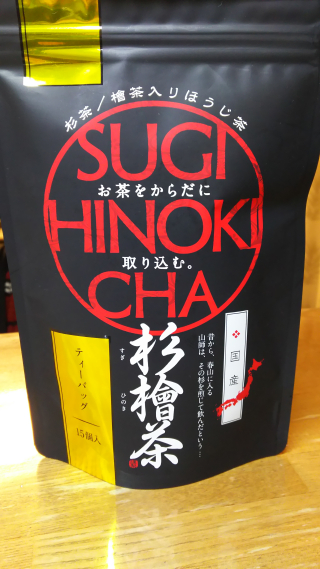 杉茶/檜茶入りほうじ茶
SUGI
お茶をからだに
HINOKI
取り込む。
CHA
杉檜茶
すぎ
ひのき
昔から、春山に入る
山師は、その杉を煎じて飲んだという…
国産
ティーバッグ
15個入